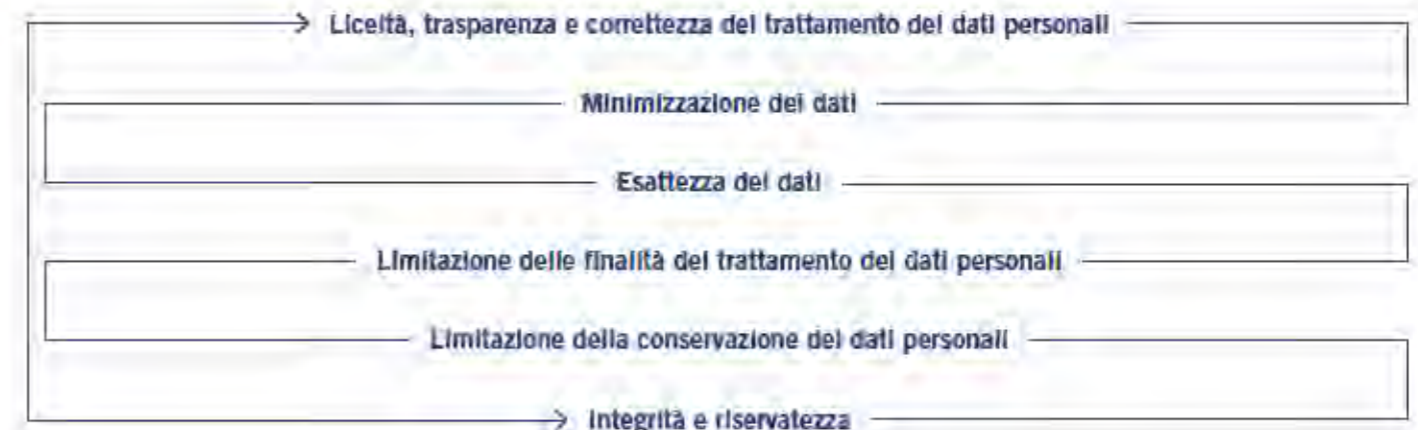 Liceità, trasparenza e correttezza del trattamento dei dati personali
Minimizzazione dei dati
Esattezza dei dati
Limitazione delle finalità del trattamento dei dati personali
Limitazione della conservazione dei dati personali
Integrità e riservatezza